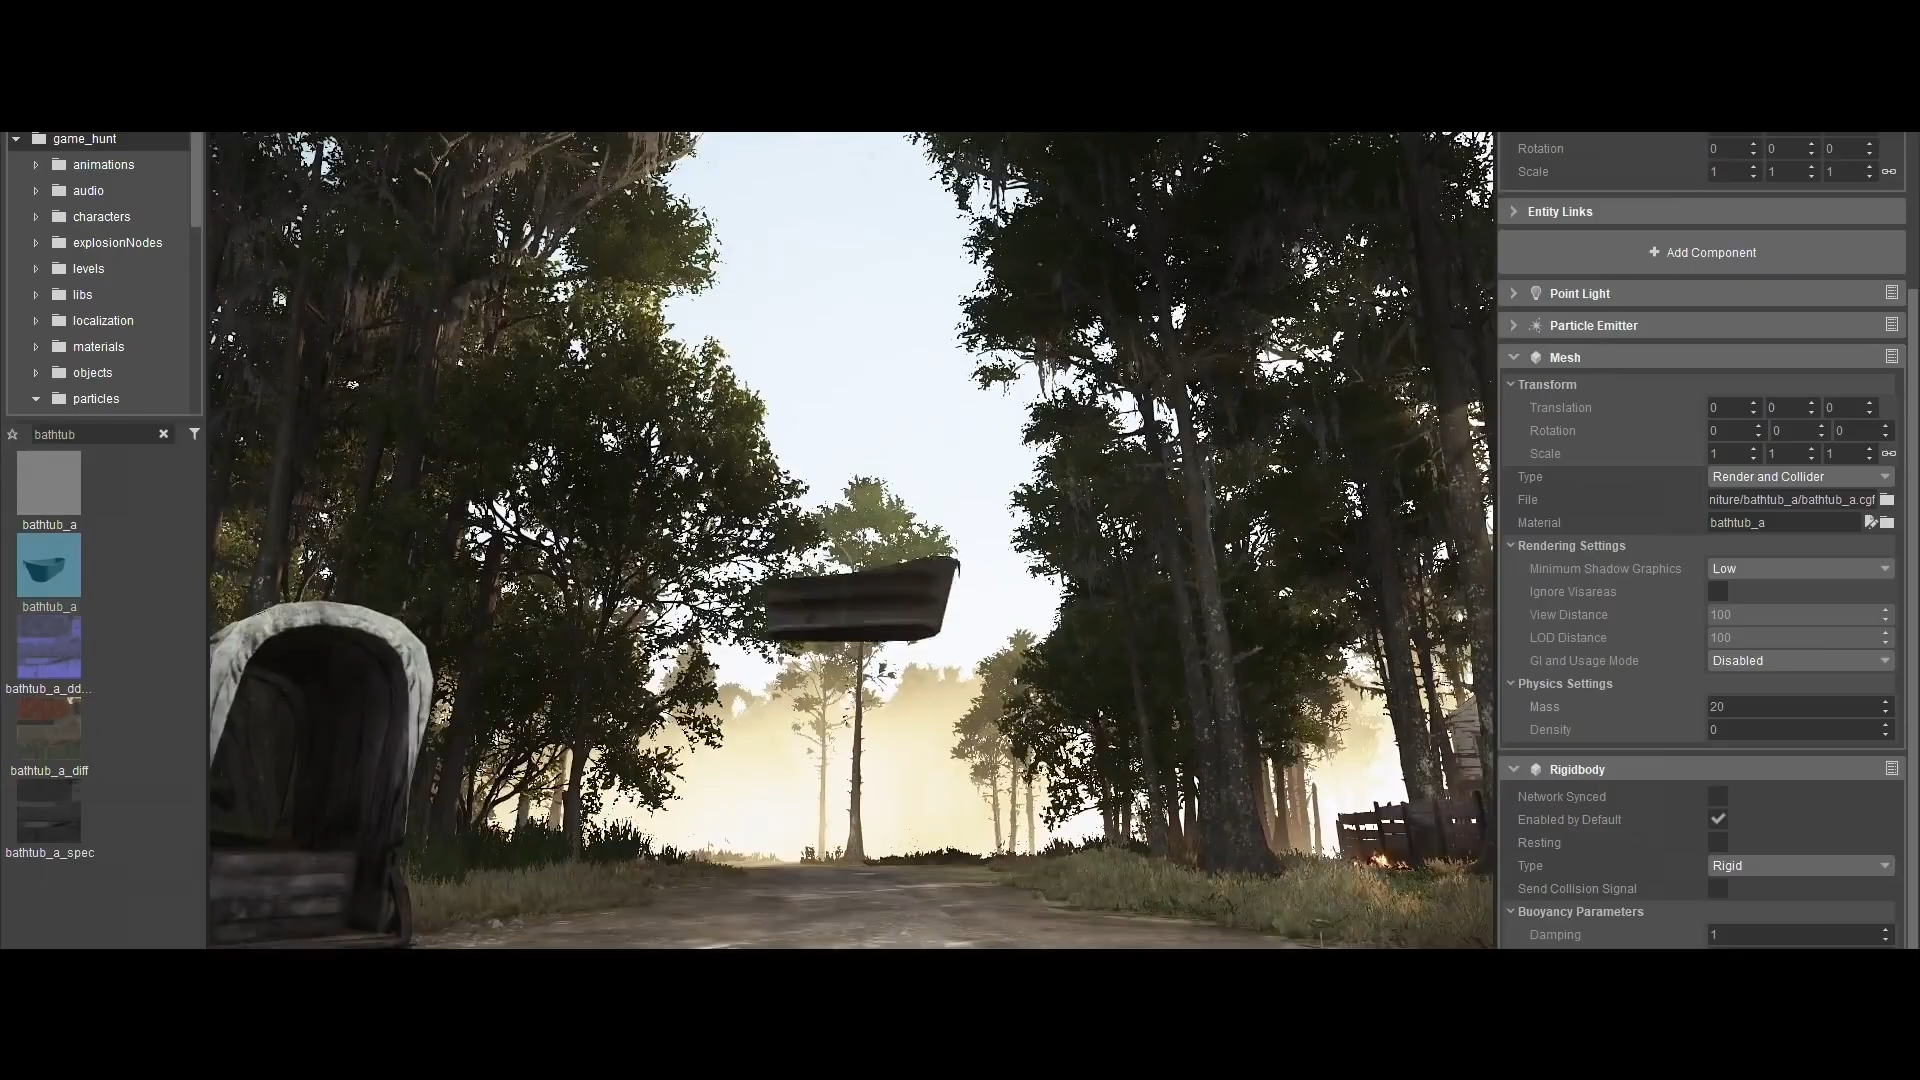 game_hunt
animations
audio
characters
explosionNodes
levels
libs
localization
materials
objects
particles
bathtub
bathtub_a
bathtub_a
bathtub_a_dd...
bathtub_a_diff
bathtub_a_spec
Rotation 0 0 0
Scale 1 1 1
Entity Links
+ Add Component
Point Light
Particle Emitter
Mesh
Transform
Translation 0 0 0
Rotation 0 0 0
Scale 1 1 1
Type Render and Collider
File niture/bathtub_a/bathtub_a.cgf
Material bathtub_a
Rendering Settings
Minimum Shadow Graphics Low
Ignore Visareas
View Distance 100
LOD Distance 100
GI and Usage Mode Disabled
Physics Settings
Mass 20
Density 0
Rigidbody
Network Synced
Enabled by Default
Resting
Type Rigid
Send Collision Signal
Buoyancy Parameters
Damping 1